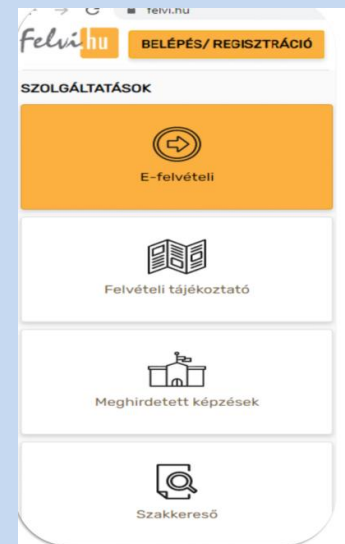 felvi.hu
felvi.hu
BELÉPÉS/ REGISZTRÁCIÓ
SZOLGÁLTATÁSOK
E-felvételi
Felvételi tájékoztató
Meghirdetett képzések
Szakkereső